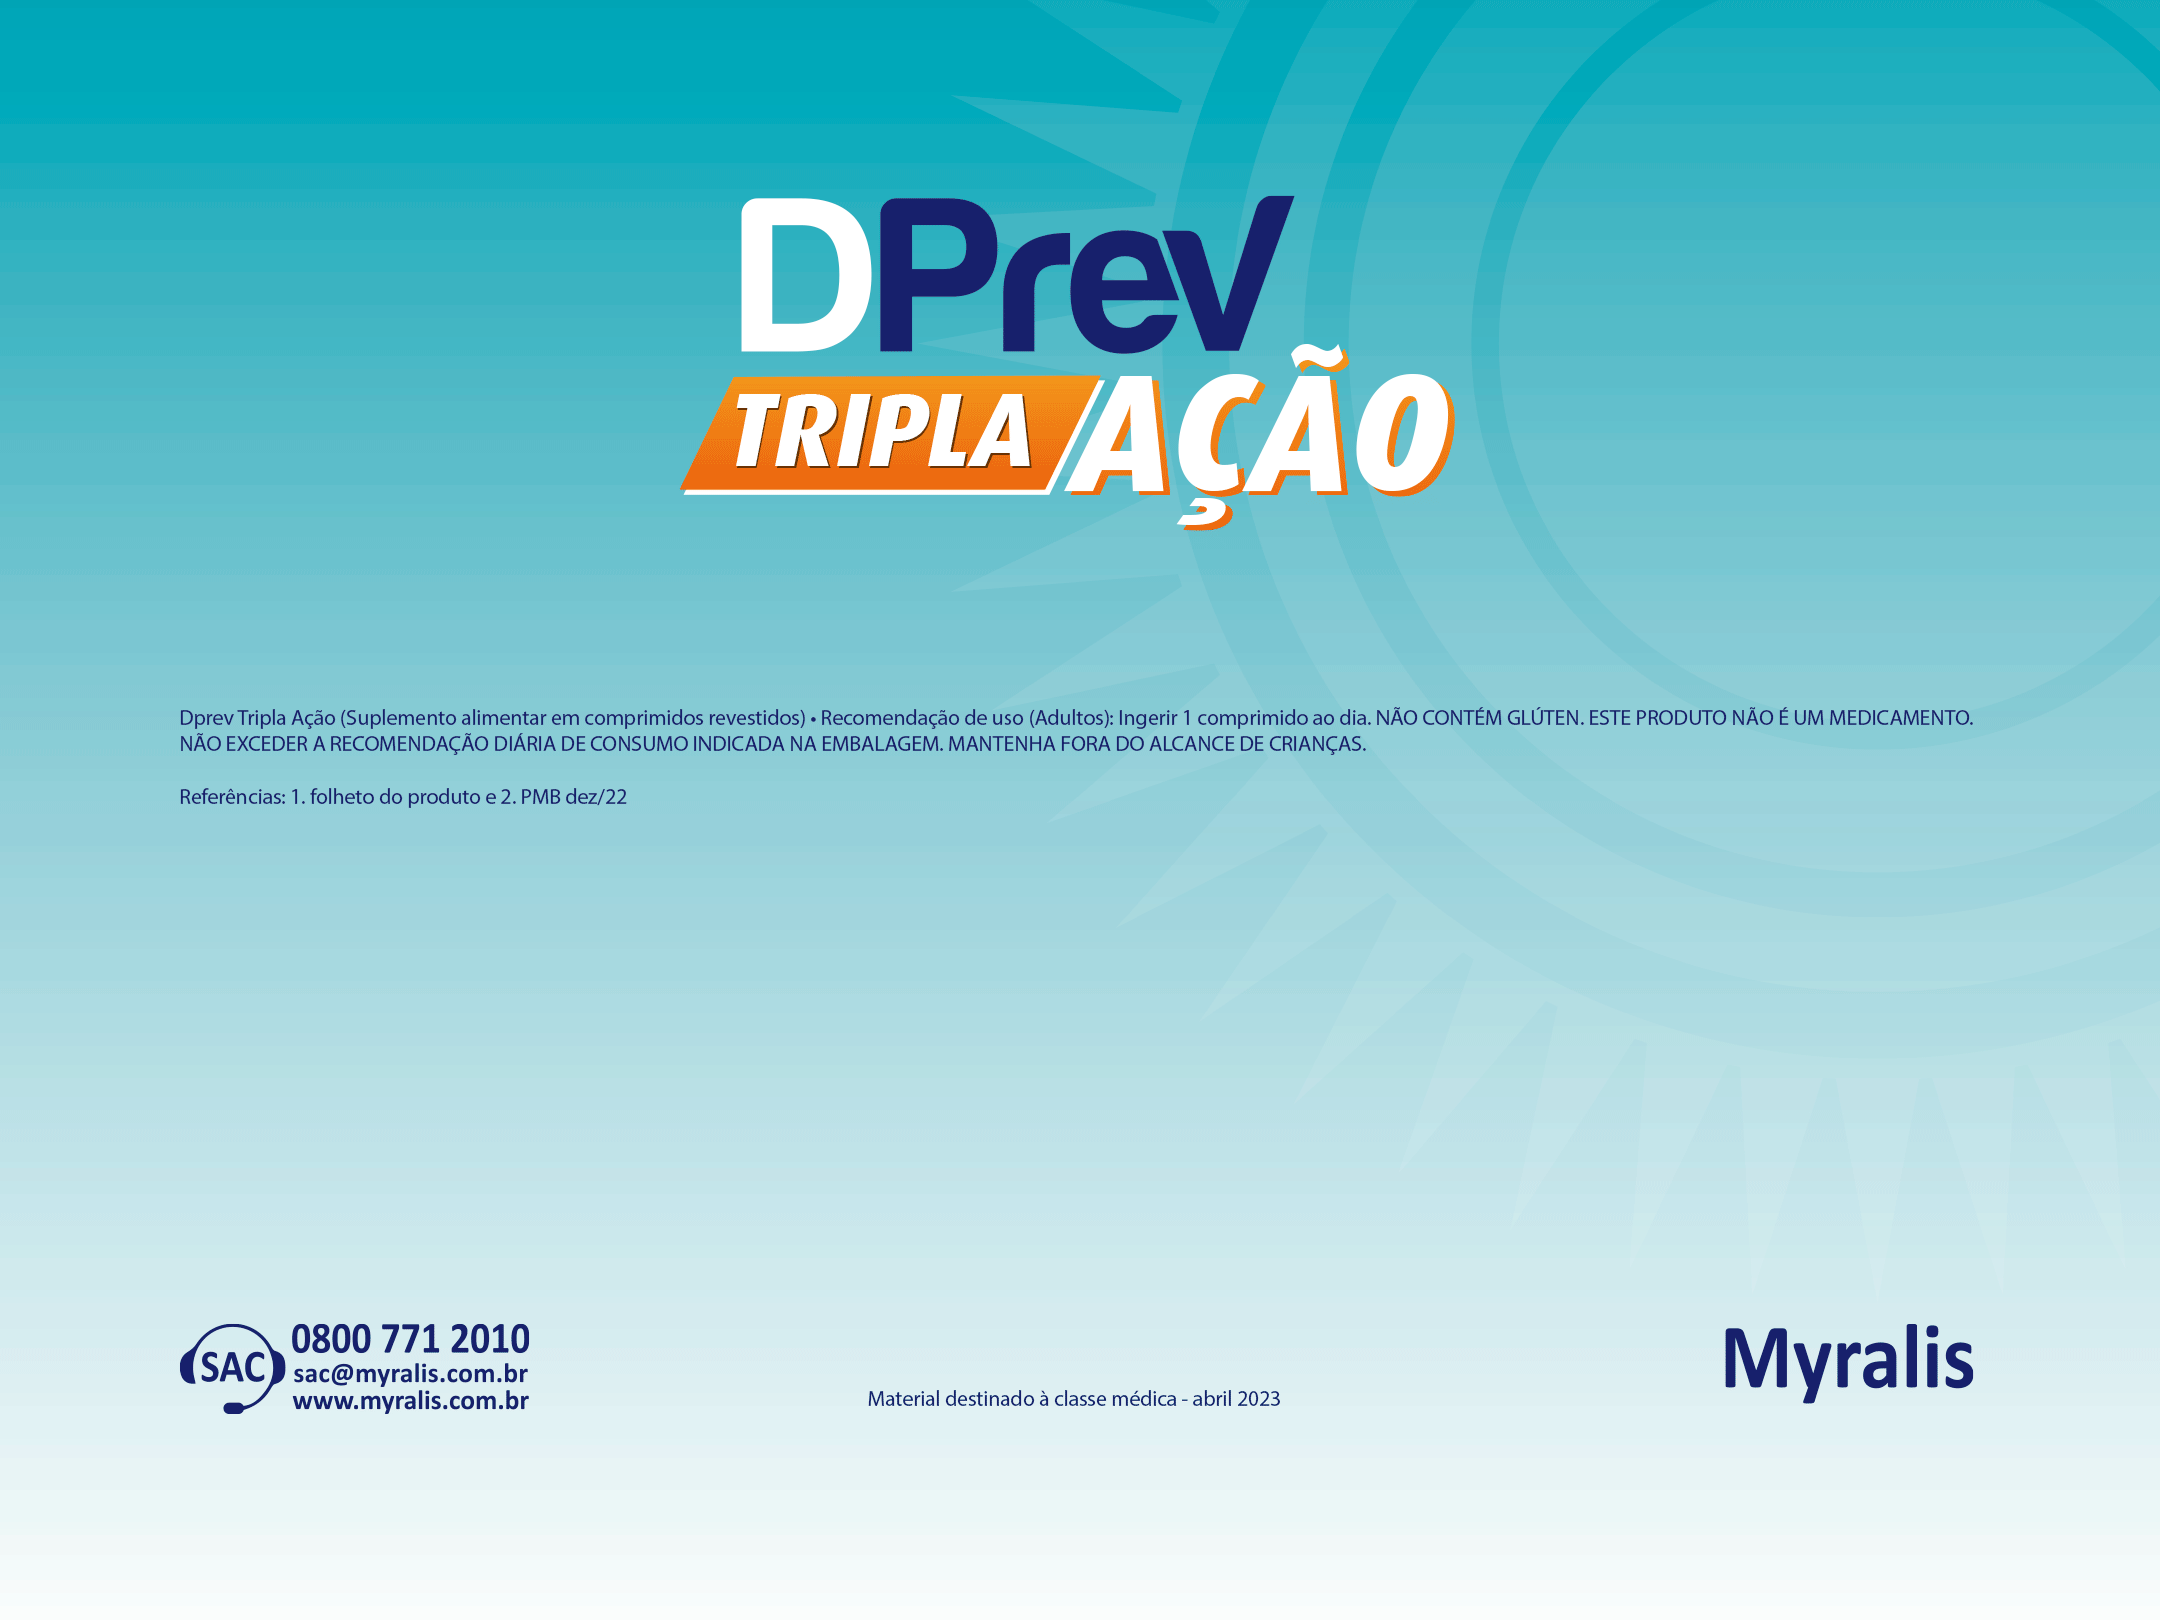 DPrev
TRIPLA AÇÃO
Dprev Tripla Ação (Suplemento alimentar em comprimidos revestidos) • Recomendação de uso (Adultos): Ingerir 1 comprimido ao dia. NÃO CONTÉM GLÚTEN. ESTE PRODUTO NÃO É UM MEDICAMENTO.
NÃO EXCEDER A RECOMENDAÇÃO DIÁRIA DE CONSUMO INDICADA NA EMBALAGEM. MANTENHA FORA DO ALCANCE DE CRIANÇAS.
Referências: 1. folheto do produto e 2. PMB dez/22
SAC
0800 771 2010
sac@myralis.com.br
www.myralis.com.br
Material destinado à classe médica - abril 2023
Myralis